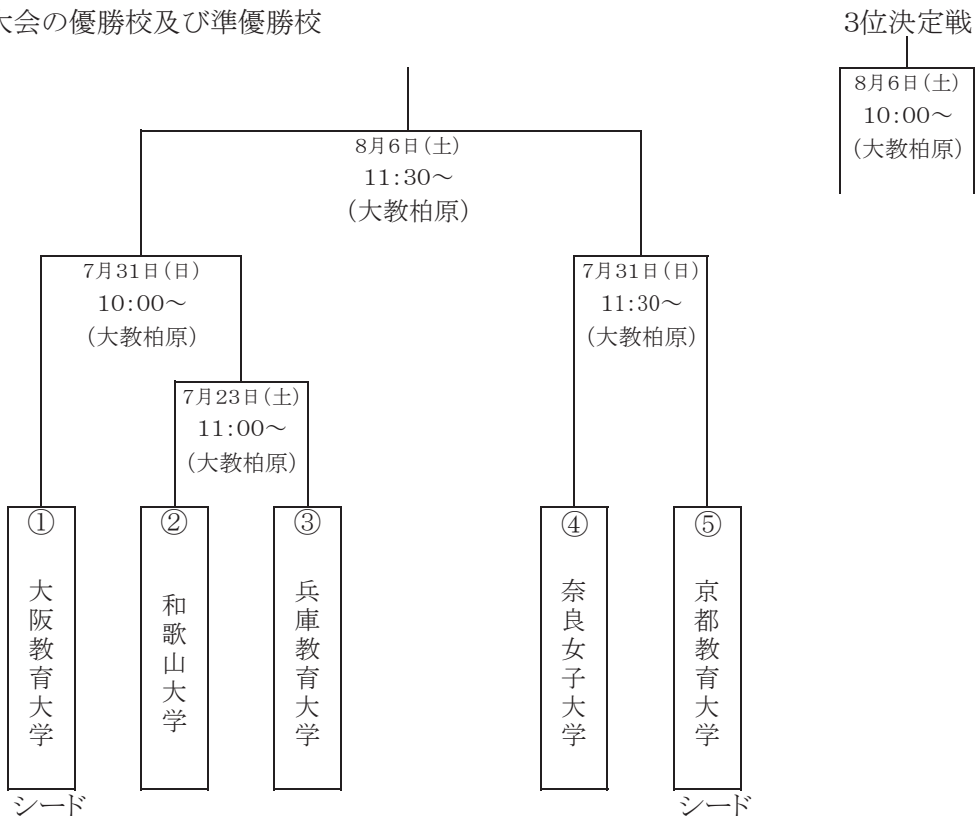 大会の優勝校及び準優勝校
3位決定戦
8月6日(土)
10:00～
(大教柏原)
8月6日(土)
11:30～
(大教柏原)
7月31日(日)
10:00～
(大教柏原)
7月31日(日)
11:30～
(大教柏原)
7月23日(土)
11:00～
(大教柏原)
①
大阪教育大学
シード
②
和歌山大学
③
兵庫教育大学
④
奈良女子大学
⑤
京都教育大学
シード